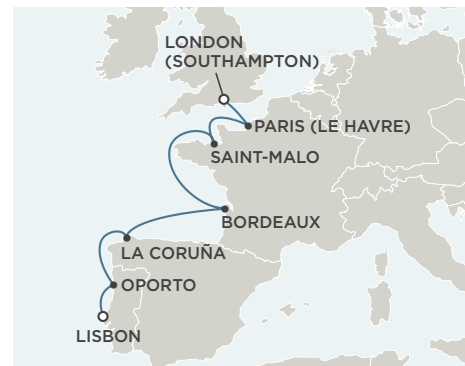 LONDON
(SOUTHAMPTON)
PARIS (LE HAVRE)
SAINT-MALO
BORDEAUX
LA CORUÑA
OPORTO
LISBON